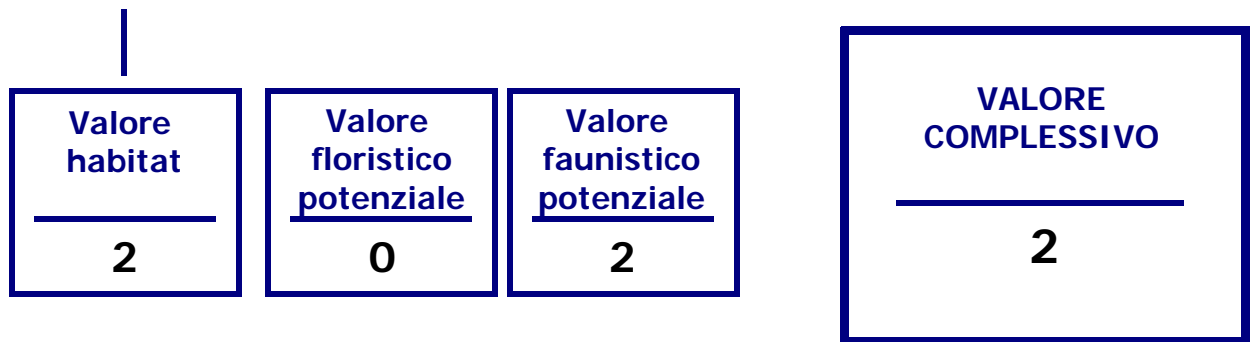 Valore
habitat
2
Valore
floristico
potenziale
0
Valore
faunistico
potenziale
2
VALORE
COMPLESSIVO
2